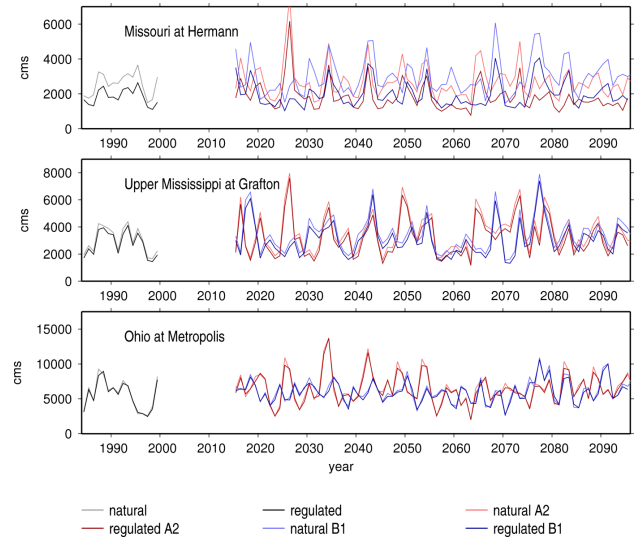 6000
4000
2000
0
cms
Missouri at Hermann
1990 2000 2010 2020 2030 2040 2050 2060 2070 2080 2090
8000
6000
4000
2000
0
cms
Upper Mississippi at Grafton
1990 2000 2010 2020 2030 2040 2050 2060 2070 2080 2090
15000
10000
5000
0
cms
Ohio at Metropolis
1990 2000 2010 2020 2030 2040 2050 2060 2070 2080 2090
year
natural regulated natural A2
regulated A2 natural B1 regulated B1